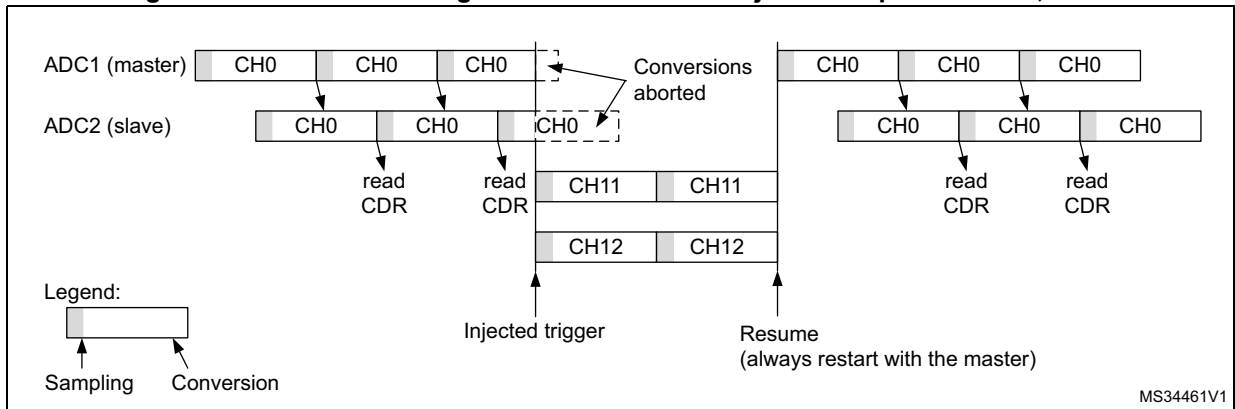 ADC1 (master) CH0 CH0 CH0 Conversions aborted CH0 CH0 CH0
ADC2 (slave) CH0 CH0 CH0 CH0 CH0 CH0
read CDR read CDR read CDR read CDR
CH11 CH11
CH12 CH12
Legend:
Sampling Conversion
Injected trigger
Resume
(always restart with the master)
MS34461V1